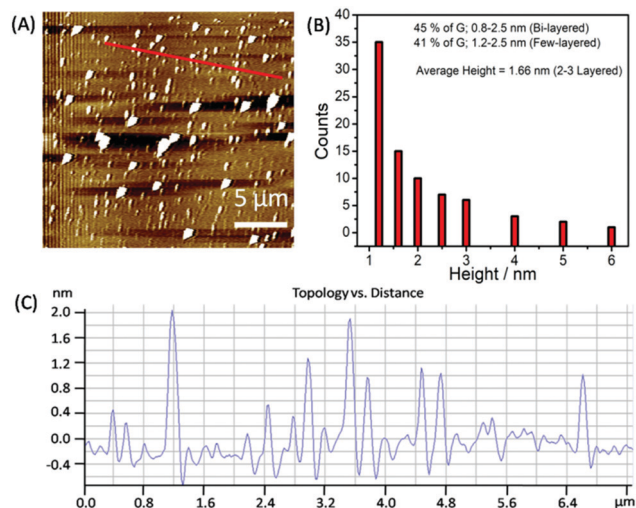 (A)
5 μm
(B)
45 % of G; 0.8-2.5 nm (Bi-layered)
41 % of G; 1.2-2.5 nm (Few-layered)
Average Height = 1.66 nm (2-3 Layered)
Counts
40
35
30
25
20
15
10
5
0
1 2 3 4 5 6
Height / nm
(C)
nm
Topology vs. Distance
2.0
1.6
1.2
0.8
0.4
0.0
-0.4
0.0 0.8 1.6 2.4 3.2 4.0 4.8 5.6 6.4 μm